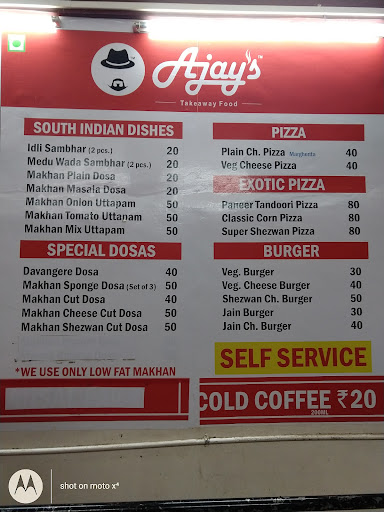 Ajay's™
Takeaway Food
SOUTH INDIAN DISHES
Idli Sambhar (2 pcs.) 20
Medu Wada Sambhar (2 pcs.) 20
Makhan Plain Dosa 20
Makhan Masala Dosa 20
Makhan Onion Uttapam 50
Makhan Tomato Uttapam 50
Makhan Mix Uttapam 50
SPECIAL DOSAS
Davangere Dosa 40
Makhan Sponge Dosa (Set of 3) 50
Makhan Cut Dosa 40
Makhan Cheese Cut Dosa 50
Makhan Shezwan Cut Dosa 50
*WE USE ONLY LOW FAT MAKHAN
PIZZA
Plain Ch. Pizza Margherita 40
Veg Cheese Pizza 40
EXOTIC PIZZA
Paneer Tandoori Pizza 80
Classic Corn Pizza 80
Super Shezwan Pizza 80
BURGER
Veg. Burger 30
Veg. Cheese Burger 40
Shezwan Ch. Burger 50
Jain Burger 30
Jain Ch. Burger 40
SELF SERVICE
COLD COFFEE ₹20
200ML
shot on moto x⁴